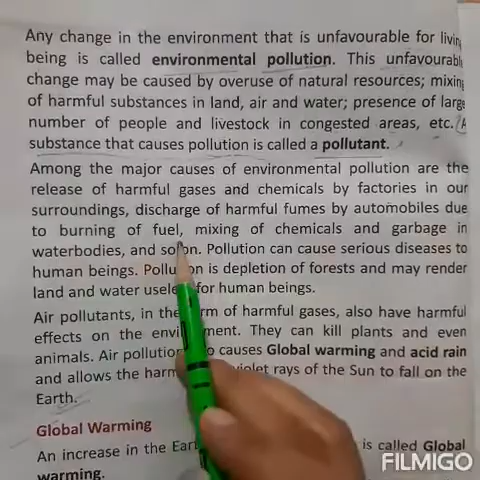 Any change in the environment that is unfavourable for livin
being is called environmental pollution. This unfavourabl
change may be caused by overuse of natural resources; mixing
of harmful substances in land, air and water; presence of large
number of people and livestock in congested areas, etc. A
substance that causes pollution is called a pollutant.
Among the major causes of environmental pollution are the
release of harmful gases and chemicals by factories in our
surroundings, discharge of harmful fumes by automobiles due
to burning of fuel, mixing of chemicals and garbage in
waterbodies, and so on. Pollution can cause serious diseases to
human beings. Pollu n is depletion of forests and may render
land and water usele for human beings.
Air pollutants, in the rm of harmful gases, also have harmful
effects on the envi ment. They can kill plants and even
animals. Air pollution o causes Global warming and acid rain
and allows the harm violet rays of the Sun to fall on the
Earth.
Global Warming
An increase in the Ear is called Global
warming.
FILMIGO